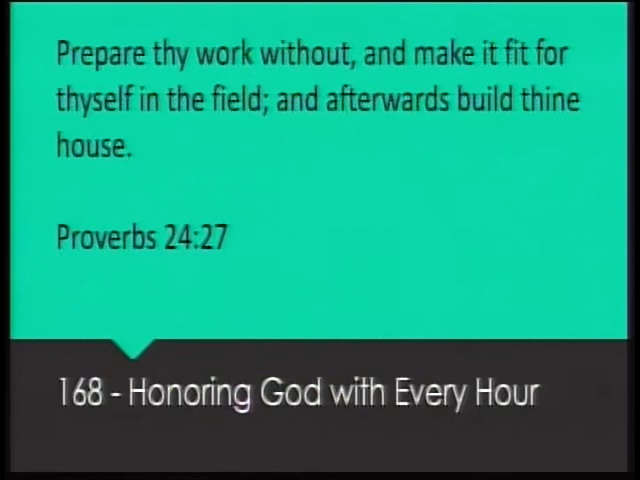 Prepare thy work without, and make it fit for
thyself in the field; and afterwards build thine
house.
Proverbs 24:27
168 - Honoring God with Every Hour